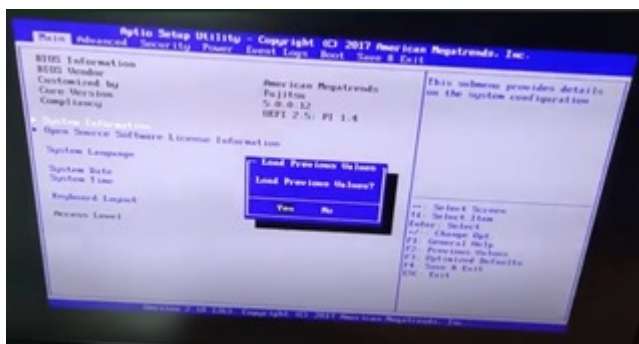 Aptio Setup Utility - Copyright (C) 2017 American Megatrends, Inc.
Main Advanced Security Power Event Logs Boot Save & Exit
BIOS Information
BIOS Vendor American Megatrends
Customized by Fujitsu
Core Version 5.0.0.12
Compliancy UEFI 2.5; PI 1.4
System Information
Open Source Software License Information
System Language
System Date
System Time
Keyboard Layout
Access Level
Load Previous Values
Load Previous Values?
Yes No
This submenu provides details
on the system configuration
Select Screen
Select Item
Enter: Select
+/-: Change Opt.
F1: General Help
F2: Previous Values
F3: Optimized Defaults
F4: Save & Exit
ESC: Exit
Copyright (C) 2017 American Megatrends, Inc.